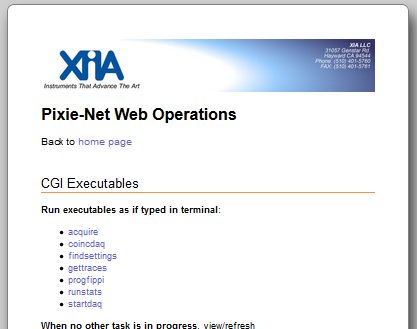 XIA
Instruments That Advance The Art
XIA LLC
31057 Genstar Rd.
Hayward CA 94544
Phone: (510) 401-5760
FAX: (510) 401-5761
Pixie-Net Web Operations
Back to home page
CGI Executables
Run executables as if typed in terminal:
acquire
coincdaq
findsettings
gettraces
progfippi
runstats
startdaq
When no other task is in progress, view/refresh